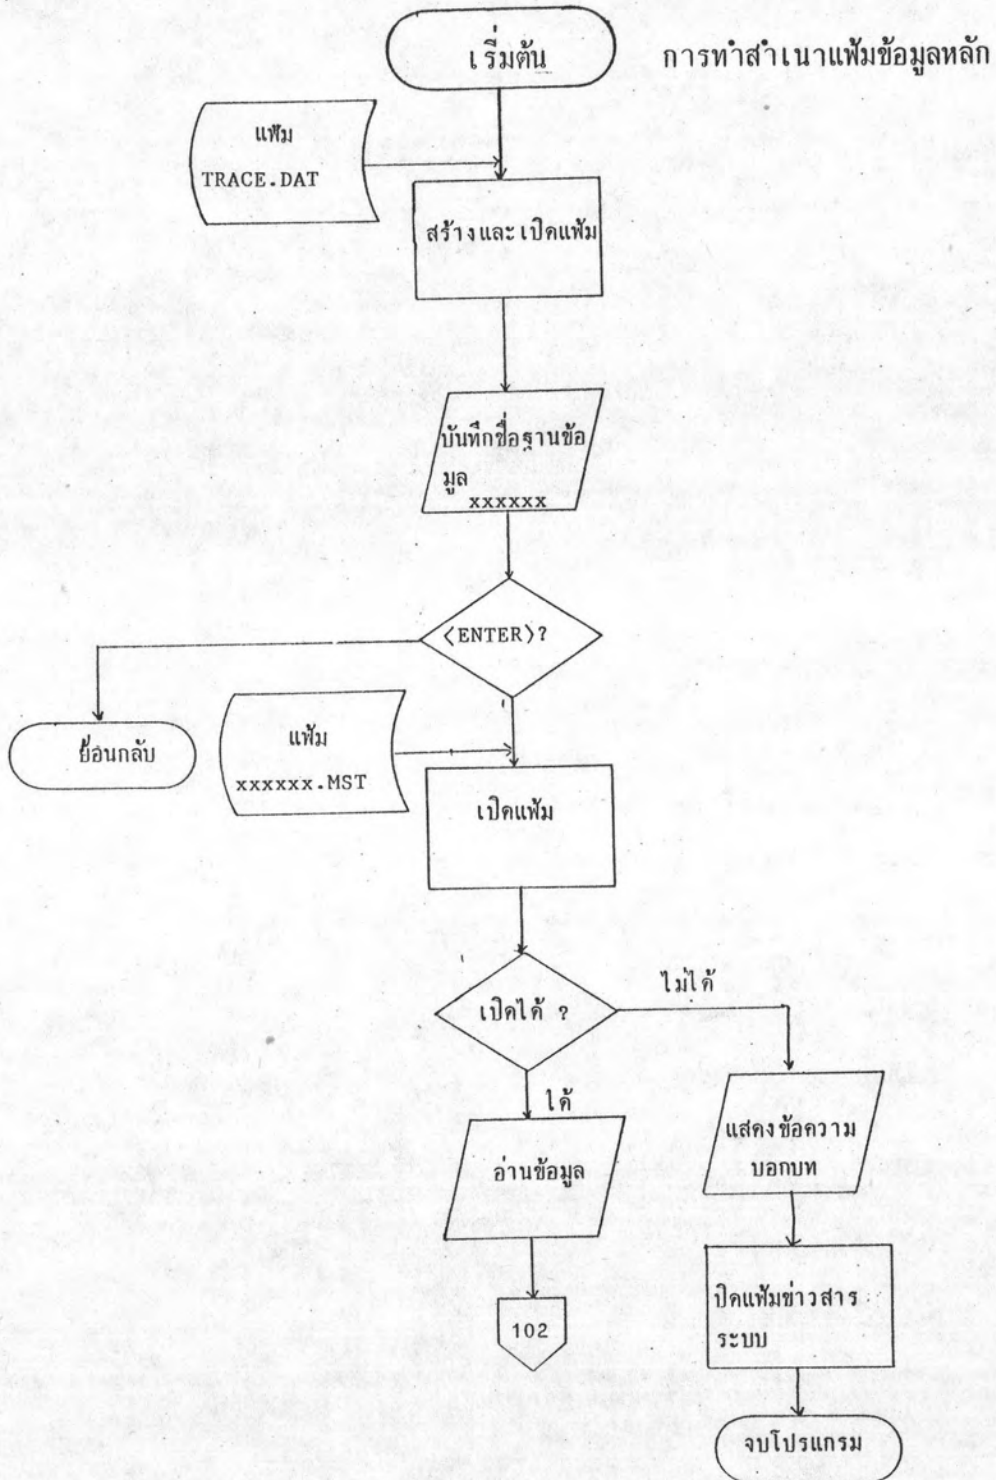 เริ่มต้น
การทำสำเนาแฟ้มข้อมูลหลัก
แฟ้ม
TRACE.DAT
สร้างและเปิดแฟ้ม
บันทึกชื่อฐานข้อ
มูล
xxxxxx
<ENTER>?
ย้อนกลับ
แฟ้ม
xxxxxx.MST
เปิดแฟ้ม
เปิดได้ ?
ไม่ได้
ได้
อ่านข้อมูล
แสดงข้อความ
บอกบท
102
ปิดแฟ้มข่าวสาร
ระบบ
จบโปรแกรม